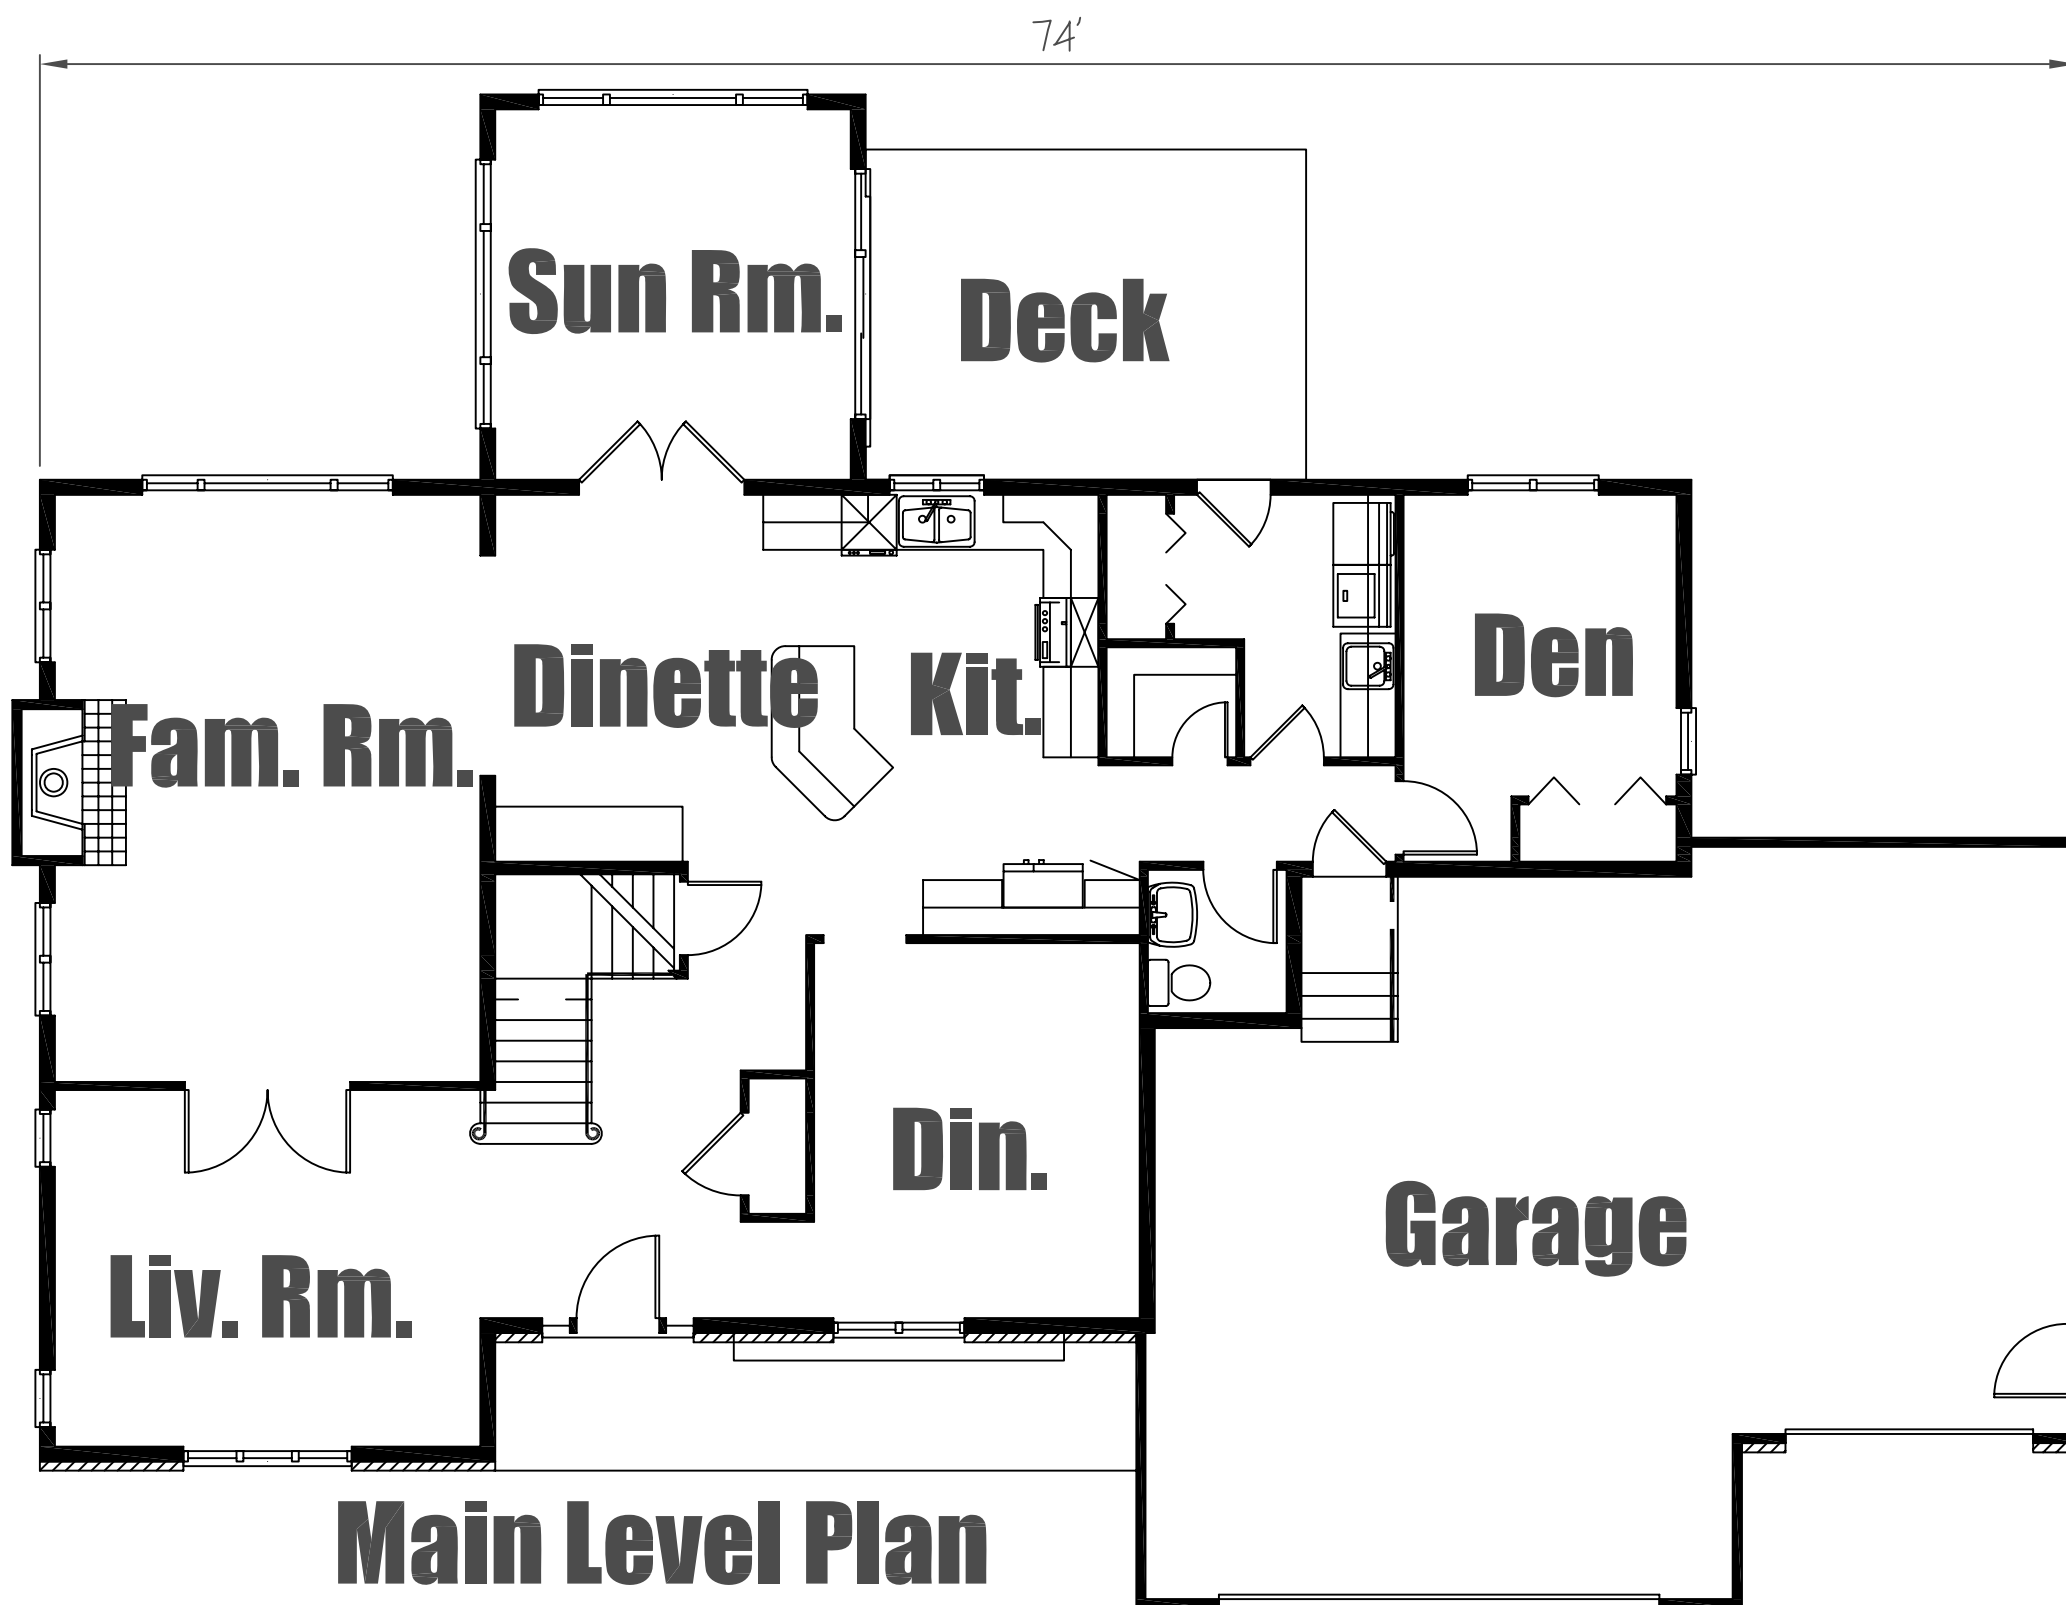 74'
Sun Rm.
Deck
Den
Dinette
Kit.
Fam. Rm.
Din.
Garage
Liv. Rm.
Main Level Plan